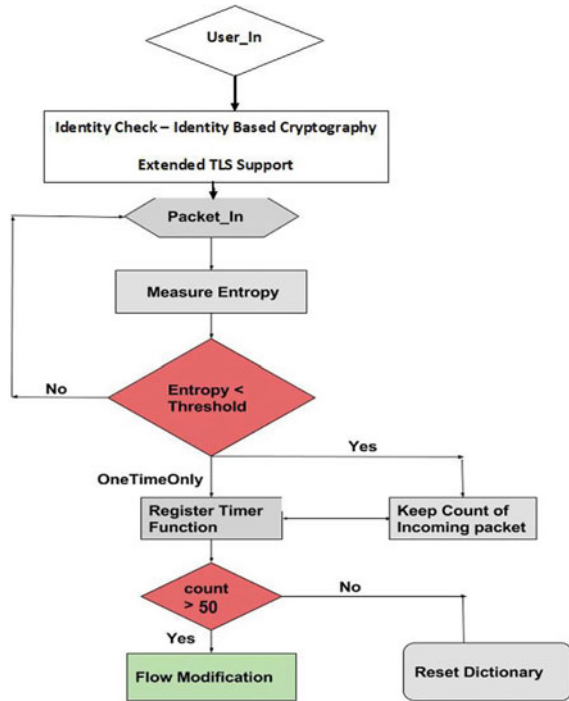 User_In
Identity Check – Identity Based Cryptography
Extended TLS Support
Packet_In
Measure Entropy
No
Entropy <
Threshold
Yes
OneTimeOnly
Register Timer
Function
Keep Count of
Incoming packet
count
> 50
No
Yes
Flow Modification
Reset Dictionary